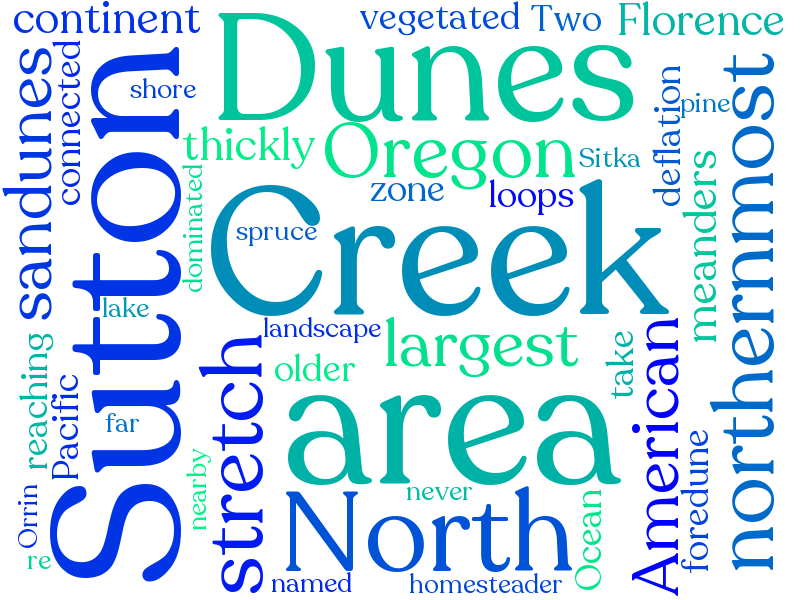 continent
vegetated
Two
Florence
Dunes
sandunes
connected
shore
Sutton
thickly
Oregon
Sitka
deflation
pine
northernmost
zone
loops
dominated
Creek
spruce
meanders
lake
landscape
largest
stretch
older
take
American
reaching
Pacific
far
area
nearby
never
North
Ocean
foredune
Orrin
re
named
homesteader